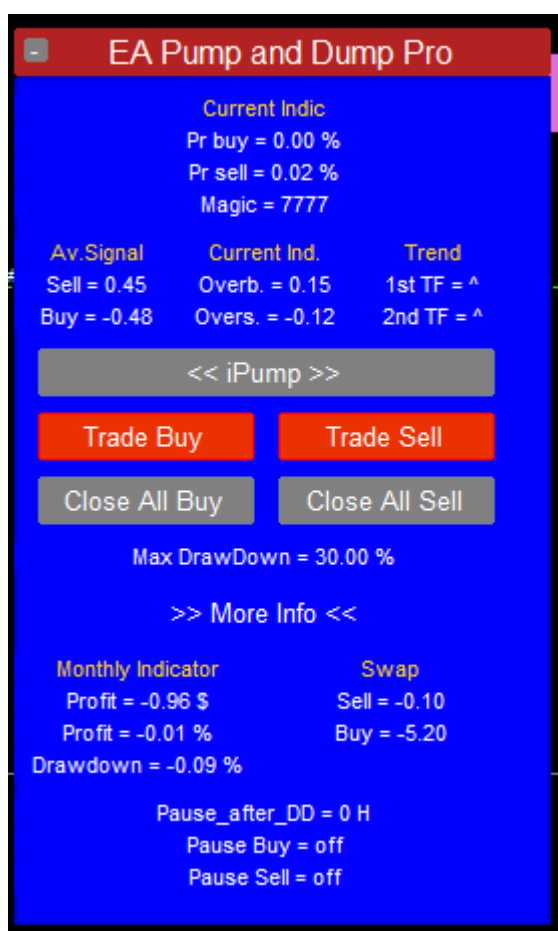 - EA Pump and Dump Pro
Current Indic
Pr buy = 0.00 %
Pr sell = 0.02 %
Magic = 7777
Av.Signal Current Ind. Trend
Sell = 0.45 Overb. = 0.15 1st TF = ^
Buy = -0.48 Overs. = -0.12 2nd TF = ^
<< iPump >>
Trade Buy Trade Sell
Close All Buy Close All Sell
Max DrawDown = 30.00 %
>> More Info <<
Monthly Indicator Swap
Profit = -0.96 $ Sell = -0.10
Profit = -0.01 % Buy = -5.20
Drawdown = -0.09 %
Pause_after_DD = 0 H
Pause Buy = off
Pause Sell = off